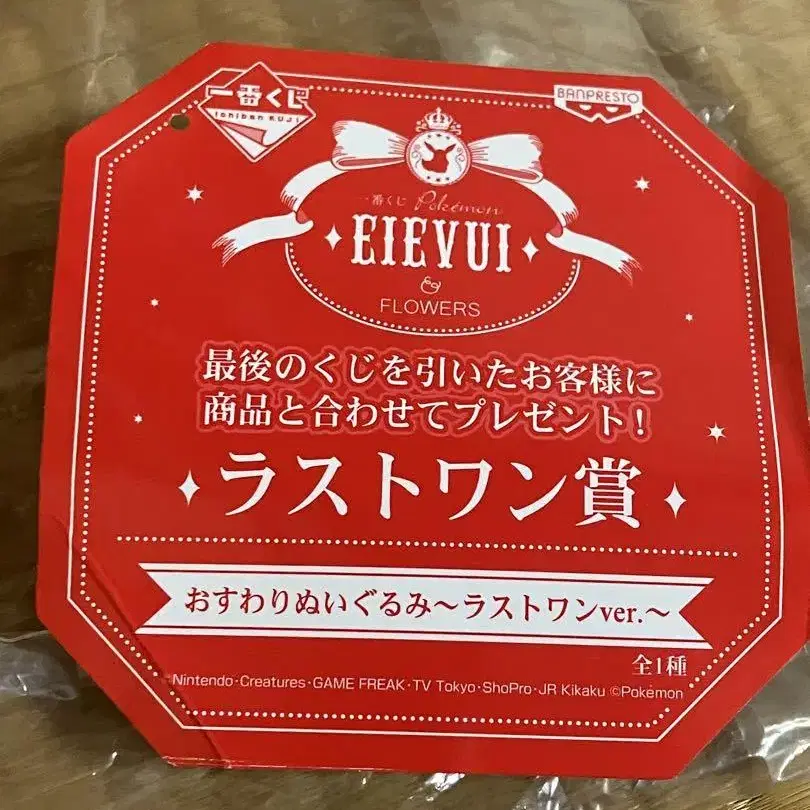 一番くじ
Ichiban KUJI
BANPRESTO
一番くじ Pokémon
EIEVUI
&
FLOWERS
最後のくじを引いたお客様に
商品と合わせてプレゼント!
ラストワン賞
おすわりぬいぐるみ〜ラストワンver.〜
全1種
©Nintendo・Creatures・GAME FREAK・TV Tokyo・ShoPro・JR Kikaku ©Pokémon